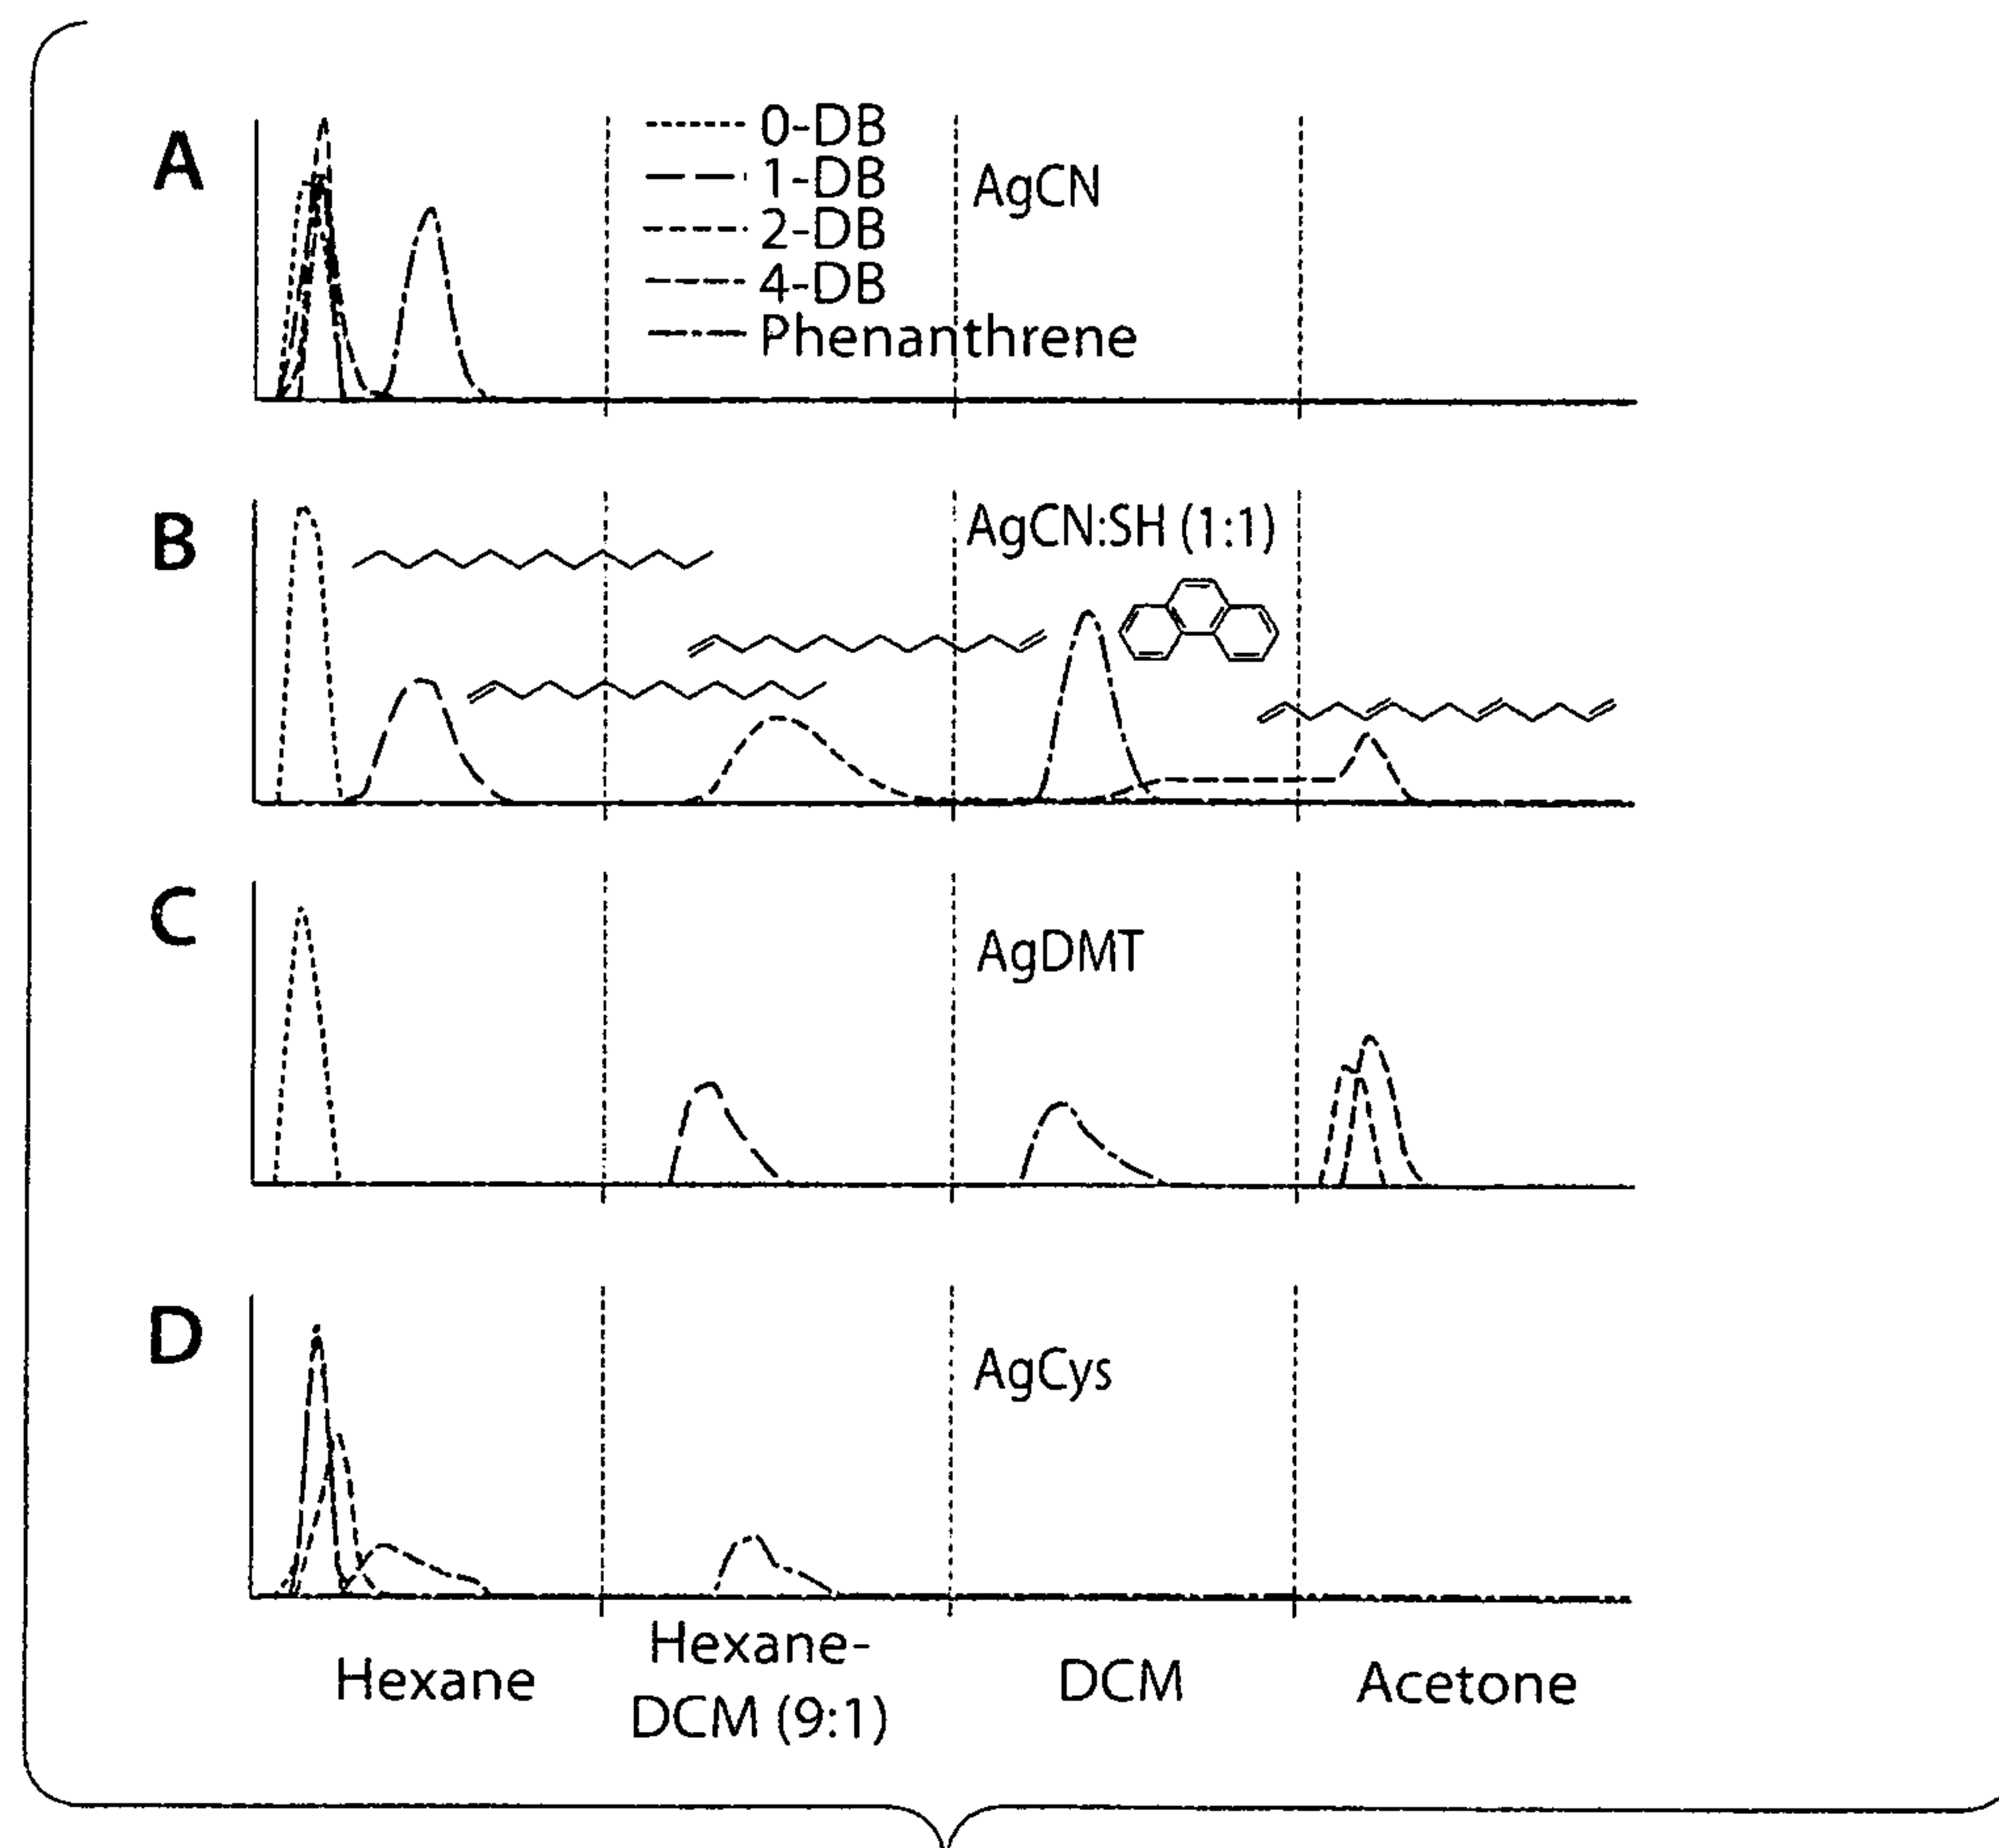 A
0-DB
1-DB
2-DB
4-DB
Phenanthrene
AgCN
B
AgCN:SH (1:1)
C
AgDMT
D
AgCys
Hexane
Hexane-
DCM (9:1)
DCM
Acetone